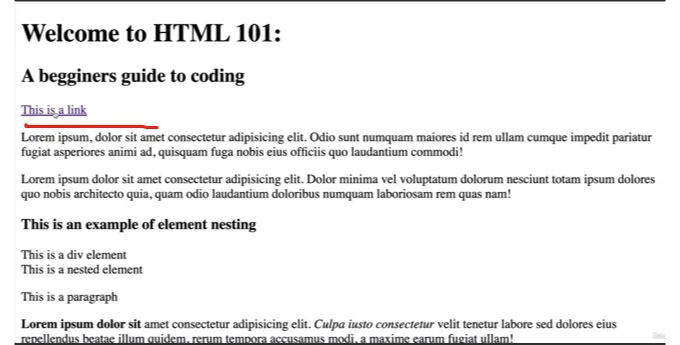 Welcome to HTML 101:
A begginers guide to coding
This is a link
Lorem ipsum, dolor sit amet consectetur adipisicing elit. Odio sunt numquam maiores id rem ullam cumque impedit pariatur
fugiat asperiores animi ad, quisquam fuga nobis eius officiis quo laudantium commodi!
Lorem ipsum dolor sit amet consectetur adipisicing elit. Dolor minima vel voluptatum dolorum nesciunt totam ipsum dolores
quo nobis architecto quia, quam odio laudantium doloribus numquam laboriosam rem quas nam!
This is an example of element nesting
This is a div element
This is a nested element
This is a paragraph
Lorem ipsum dolor sit amet consectetur adipisicing elit. Culpa iusto consectetur velit tenetur labore sed dolores eius
repellendus beatae illum quidem, rerum tempora accusamus modi, a maxime earum fugiat ullam!